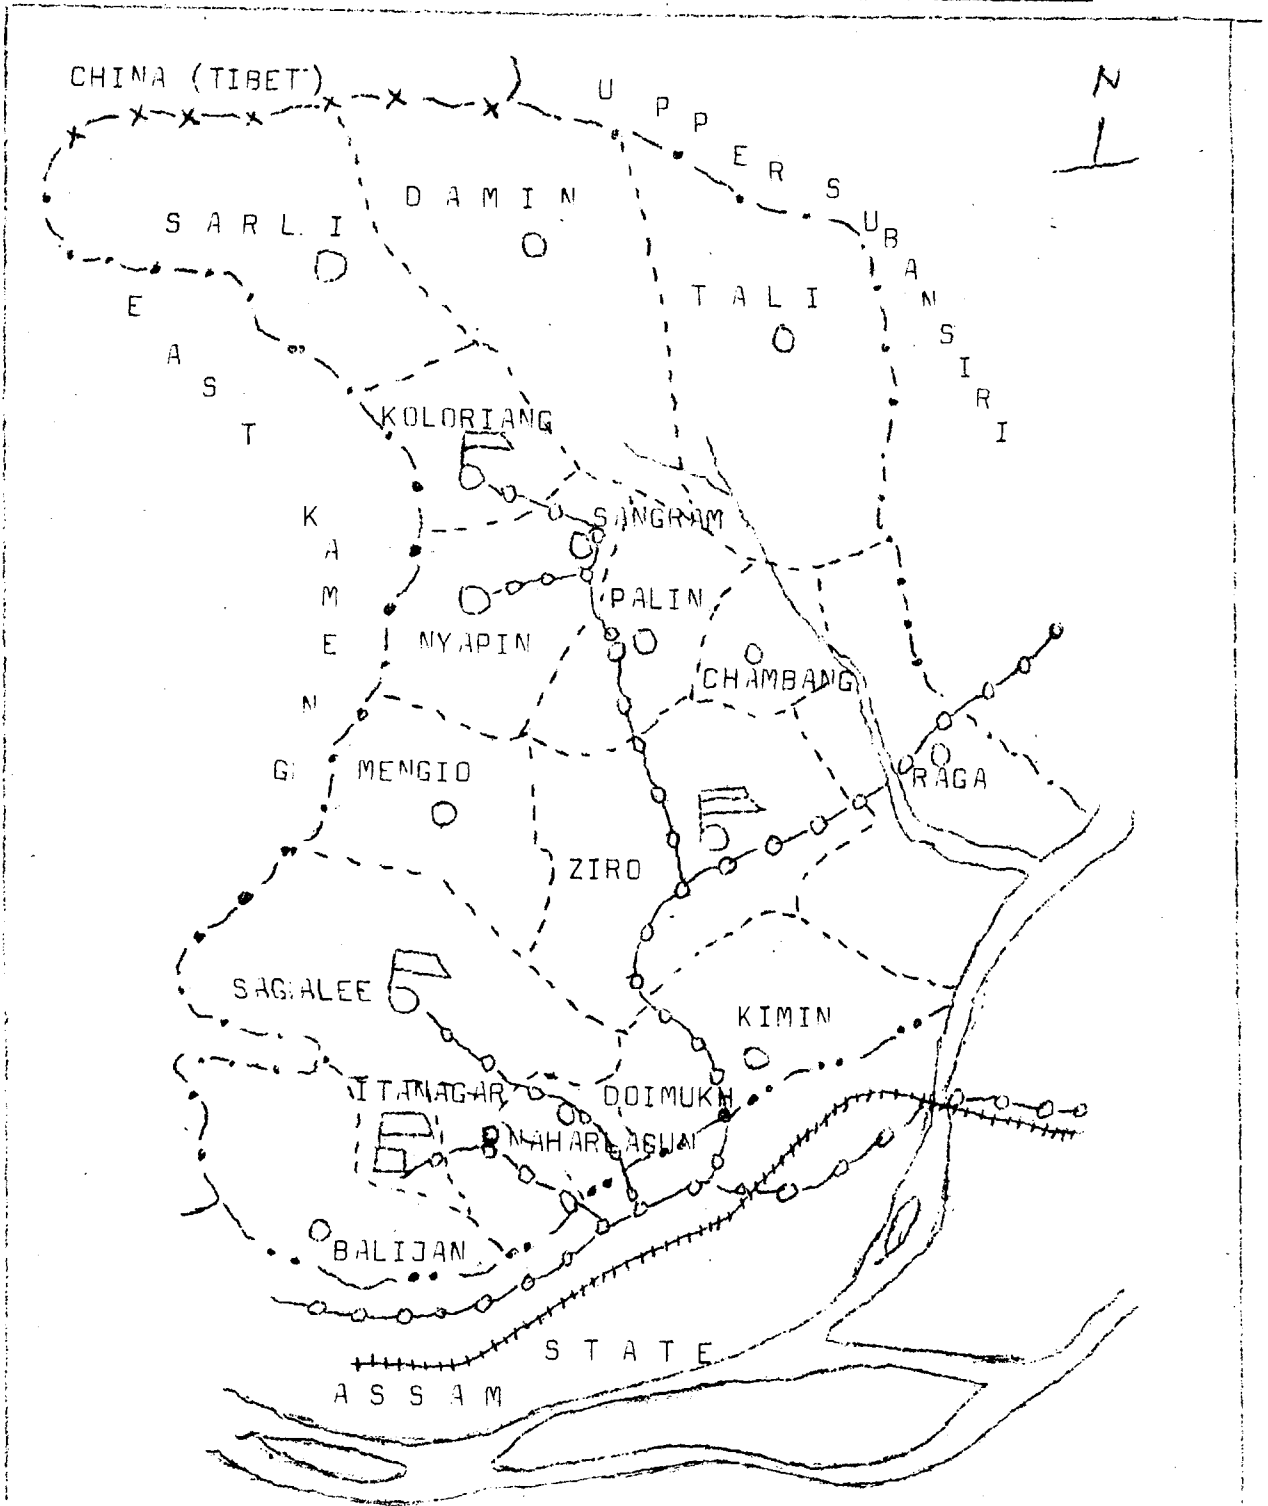 CHINA (TIBET)
UPPER SUBANSIRI
N
DAMIN
SARLI
TALI
EAST KAMENG
KOLORIANG
SANGRAM
PALIN
NYAPIN
CHAMBANG
MENGIO
RAGA
ZIRO
SAGALEE
KIMIN
ITANAGAR
DOIMUKH
NAHARLAGUN
BALIJAN
STATE
ASSAM